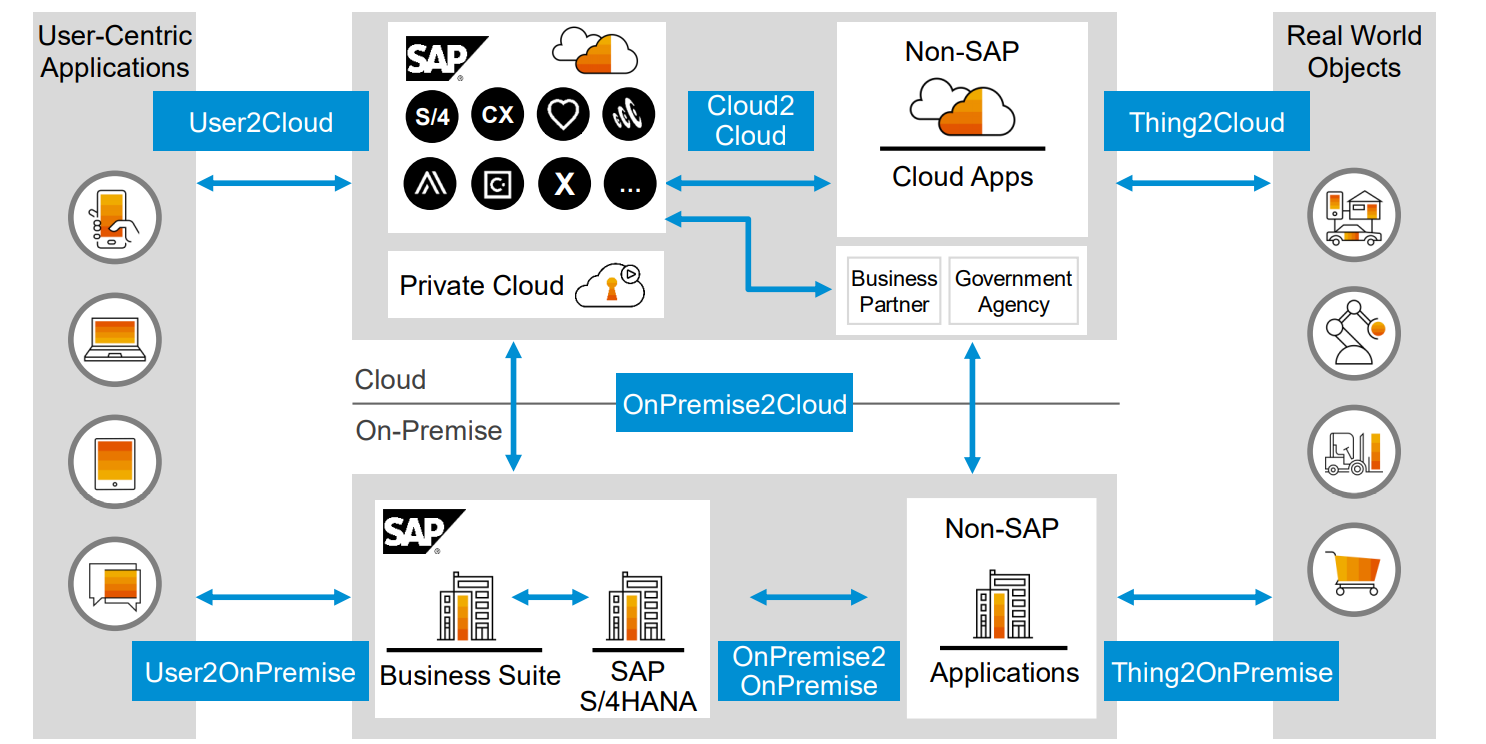 User-Centric
Applications
User2Cloud
SAP
®
S/4
CX
C
X
...
Private Cloud
Cloud2
Cloud
Non-SAP
Cloud Apps
Business
Partner
Government
Agency
Thing2Cloud
Real World
Objects
Cloud
On-Premise
OnPremise2Cloud
User2OnPremise
SAP
®
Business Suite
SAP
S/4HANA
OnPremise2
OnPremise
Non-SAP
Applications
Thing2OnPremise